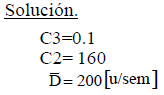 Solución.
C3=0.1
C2= 160
D̅ = 200[u/sem]